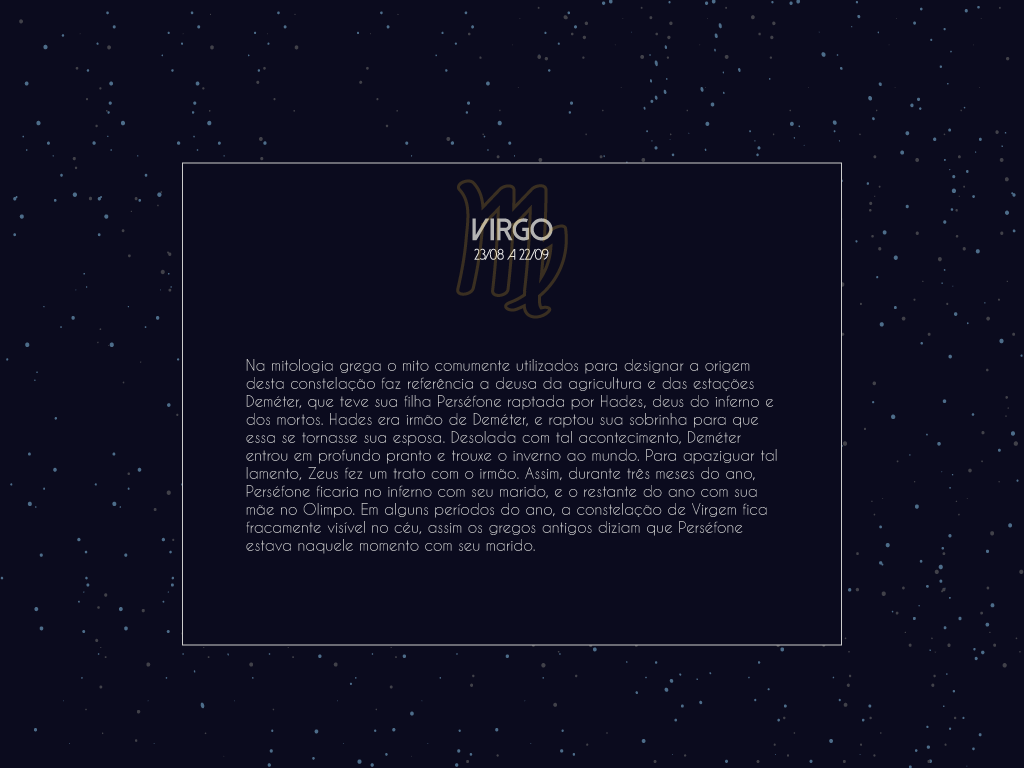 VIRGO
23/08 A 22/09
Na mitologia grega o mito comumente utilizados para designar a origem
desta constelação faz referência a deusa da agricultura e das estações
Deméter, que teve sua filha Perséfone raptada por Hades, deus do inferno e
dos mortos. Hades era irmão de Deméter, e raptou sua sobrinha para que
essa se tornasse sua esposa. Desolada com tal acontecimento, Deméter
entrou em profundo pranto e trouxe o inverno ao mundo. Para apaziguar tal
lamento, Zeus fez um trato com o irmão. Assim, durante três meses do ano,
Perséfone ficaria no inferno com seu marido, e o restante do ano com sua
mãe no Olimpo. Em alguns períodos do ano, a constelação de Virgem fica
fracamente visível no céu, assim os gregos antigos diziam que Perséfone
estava naquele momento com seu marido.